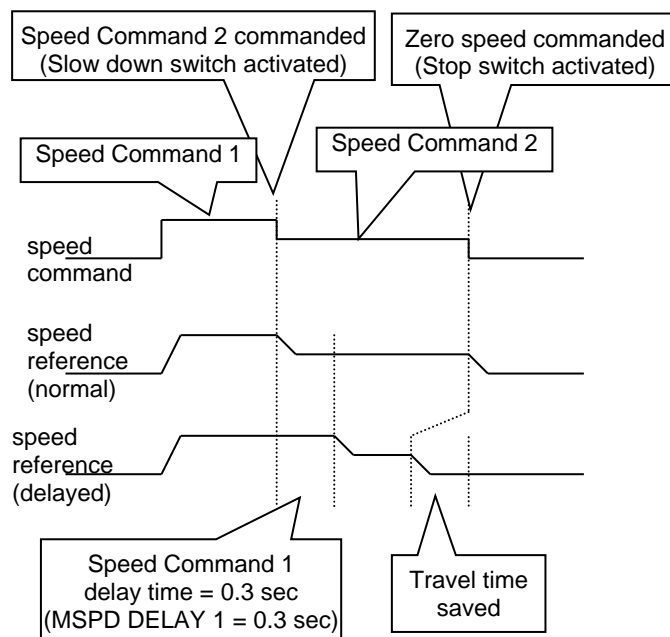 Speed Command 2 commanded
(Slow down switch activated)
Zero speed commanded
(Stop switch activated)
Speed Command 1
Speed Command 2
speed
command
speed
reference
(normal)
speed
reference
(delayed)
Speed Command 1
delay time = 0.3 sec
(MSPD DELAY 1 = 0.3 sec)
Travel time
saved